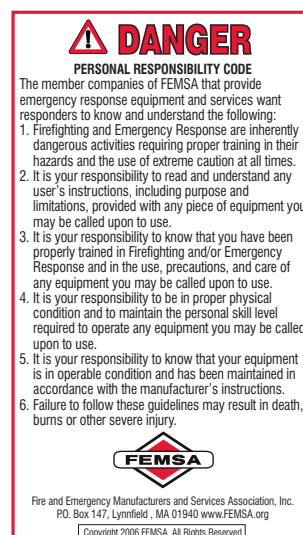 DANGER
PERSONAL RESPONSIBILITY CODE
The member companies of FEMSA that provide
emergency response equipment and services want
responders to know and understand the following:
1. Firefighting and Emergency Response are inherently
dangerous activities requiring proper training in their
hazards and the use of extreme caution at all times.
2. It is your responsibility to read and understand any
user's instructions, including purpose and
limitations, provided with any piece of equipment you
may be called upon to use.
3. It is your responsibility to know that you have been
properly trained in Firefighting and/or Emergency
Response and in the use, precautions, and care of
any equipment you may be called upon to use.
4. It is your responsibility to be in proper physical
condition and to maintain the personal skill level
required to operate any equipment you may be called
upon to use.
5. It is your responsibility to know that your equipment
is in operable condition and has been maintained in
accordance with the manufacturer's instructions.
6. Failure to follow these guidelines may result in death,
burns or other severe injury.
FEMSA
Fire and Emergency Manufacturers and Services Association, Inc.
P.O. Box 147, Lynnfield , MA 01940 www.FEMSA.org
Copyright 2006 FEMSA. All Rights Reserved